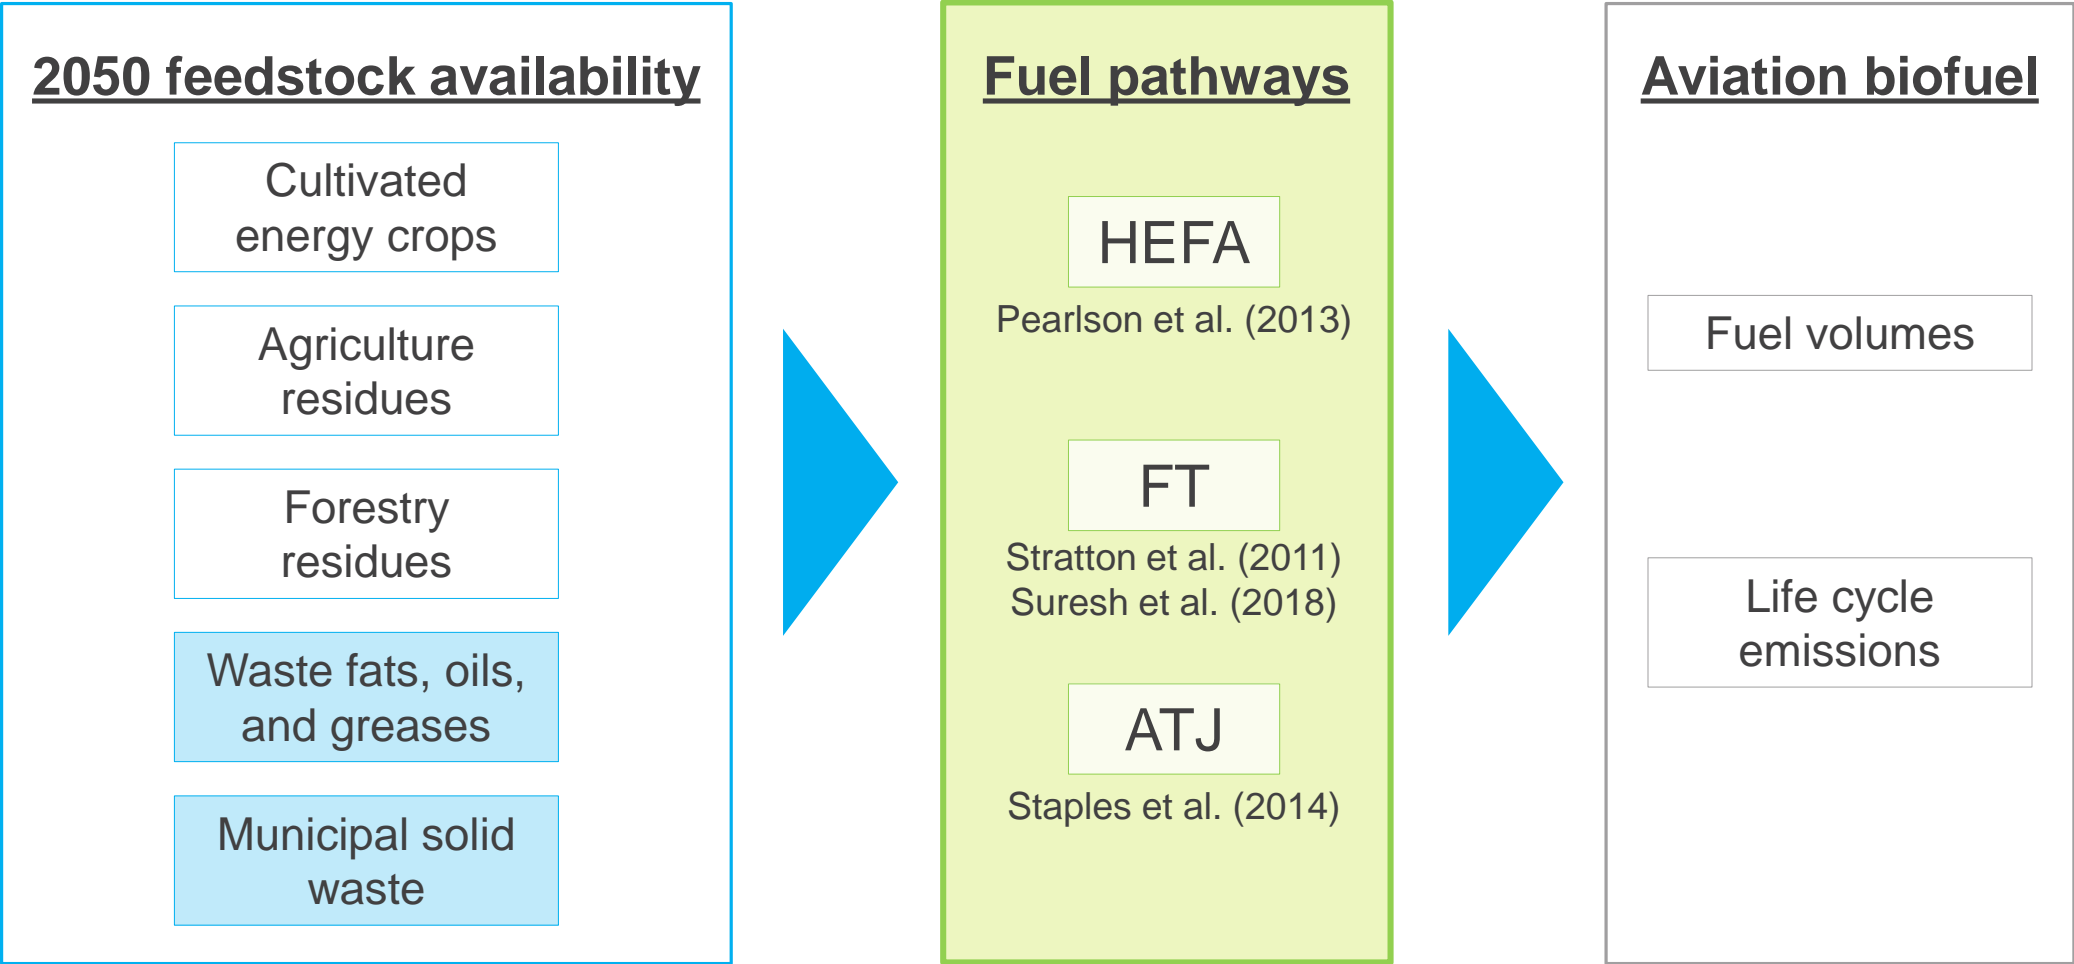 2050 feedstock availability
Cultivated
energy crops
Agriculture
residues
Forestry
residues
Waste fats, oils,
and greases
Municipal solid
waste
Fuel pathways
HEFA
Pearlson et al. (2013)
FT
Stratton et al. (2011)
Suresh et al. (2018)
ATJ
Staples et al. (2014)
Aviation biofuel
Fuel volumes
Life cycle
emissions